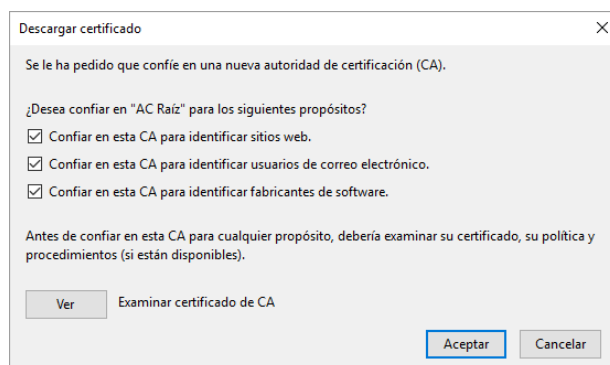 Descargar certificado
Se le ha pedido que confíe en una nueva autoridad de certificación (CA).
¿Desea confiar en "AC Raíz" para los siguientes propósitos?
Confiar en esta CA para identificar sitios web.
Confiar en esta CA para identificar usuarios de correo electrónico.
Confiar en esta CA para identificar fabricantes de software.
Antes de confiar en esta CA para cualquier propósito, debería examinar su certificado, su política y
procedimientos (si están disponibles).
Ver Examinar certificado de CA
Aceptar Cancelar